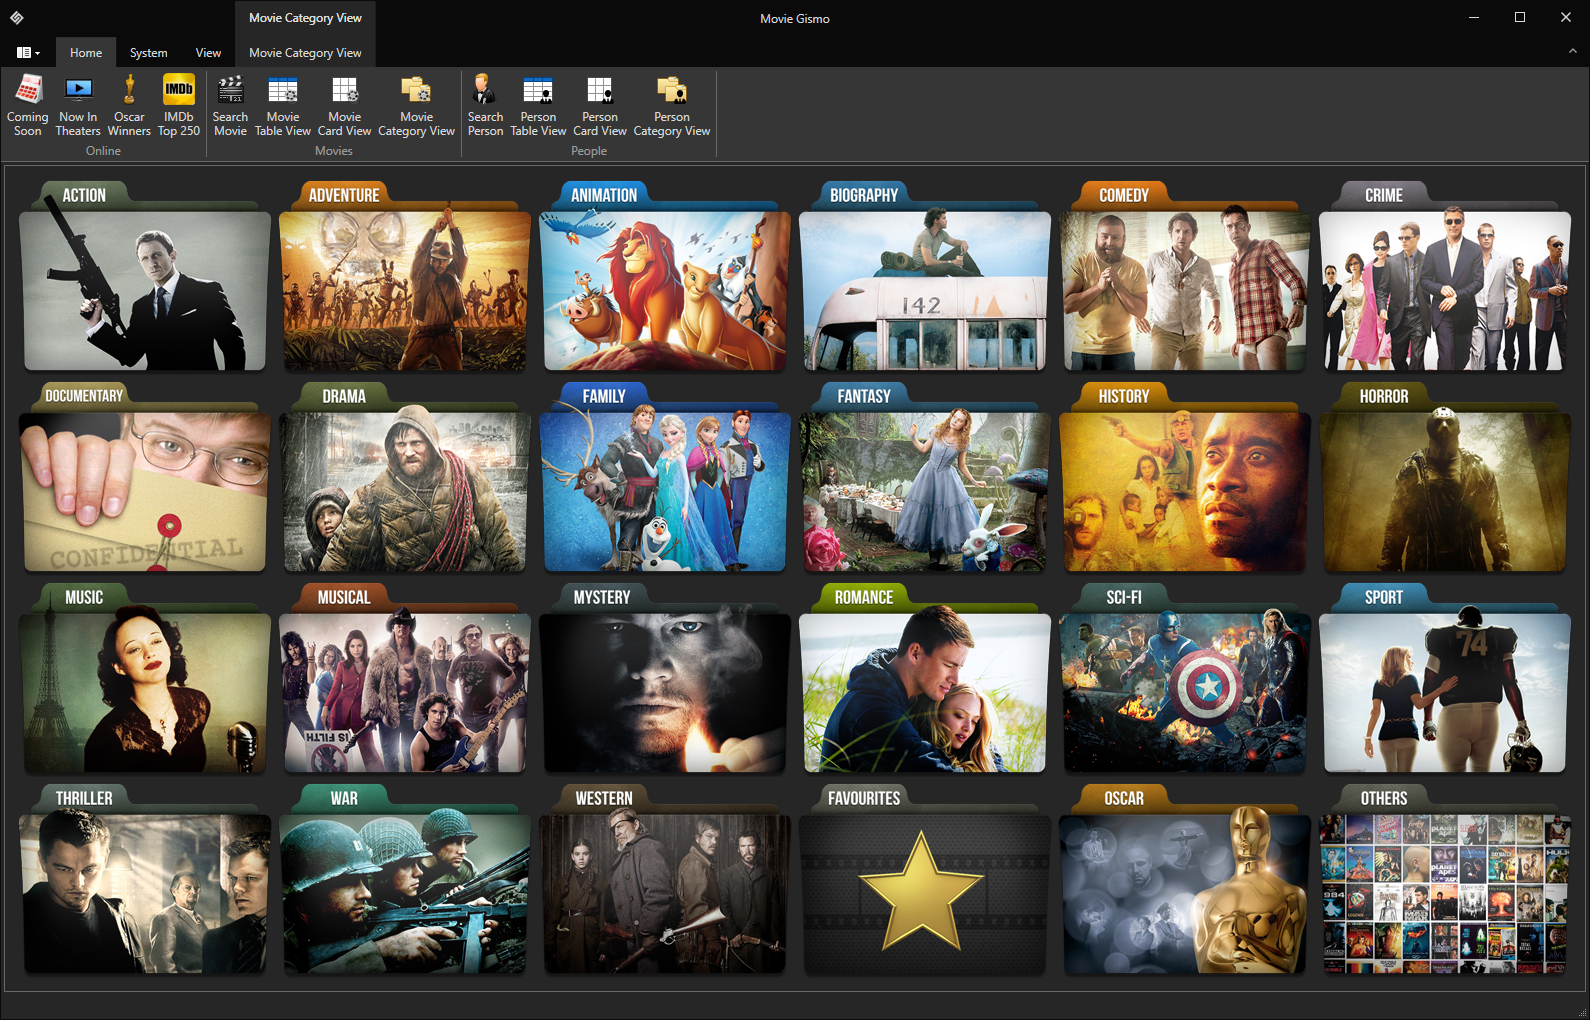 Movie Category View
Movie Gismo
Home
System
View
Movie Category View
Coming
Soon
Now In
Theaters
Oscar
Winners
IMDb
IMDb
Top 250
Search
Movie
Movie
Table View
Movie
Card View
Movie
Category View
Search
Person
Person
Table View
Person
Card View
Person
Category View
Online
Movies
People
ACTION
ADVENTURE
ANIMATION
BIOGRAPHY
COMEDY
CRIME
142
DOCUMENTARY
DRAMA
FAMILY
FANTASY
HISTORY
HORROR
CONFIDENTIAL
MUSIC
MUSICAL
MYSTERY
ROMANCE
SCI-FI
SPORT
74
IS FILTH
THRILLER
WAR
WESTERN
FAVOURITES
OSCAR
OTHERS